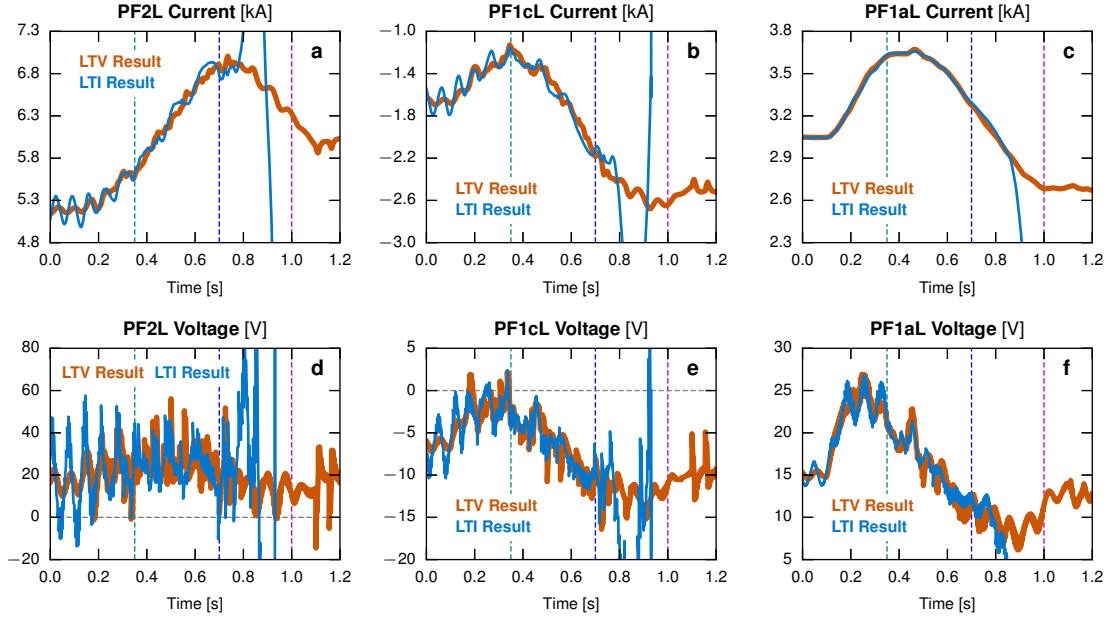 PF2L Current [kA]
PF1cL Current [kA]
PF1aL Current [kA]
7.3
6.8
6.3
5.8
5.3
4.8
LTV Result
LTI Result
a
0.0 0.2 0.4 0.6 0.8 1.0 1.2
Time [s]
−1.0
−1.4
−1.8
−2.2
−2.6
−3.0
b
LTV Result
LTI Result
0.0 0.2 0.4 0.6 0.8 1.0 1.2
Time [s]
3.8
3.5
3.2
2.9
2.6
2.3
c
LTV Result
LTI Result
0.0 0.2 0.4 0.6 0.8 1.0 1.2
Time [s]
PF2L Voltage [V]
PF1cL Voltage [V]
PF1aL Voltage [V]
80
60
40
20
0
−20
LTV Result LTI Result
d
0.0 0.2 0.4 0.6 0.8 1.0 1.2
Time [s]
5
0
−5
−10
−15
−20
e
LTV Result
LTI Result
0.0 0.2 0.4 0.6 0.8 1.0 1.2
Time [s]
30
25
20
15
10
5
f
LTV Result
LTI Result
0.0 0.2 0.4 0.6 0.8 1.0 1.2
Time [s]